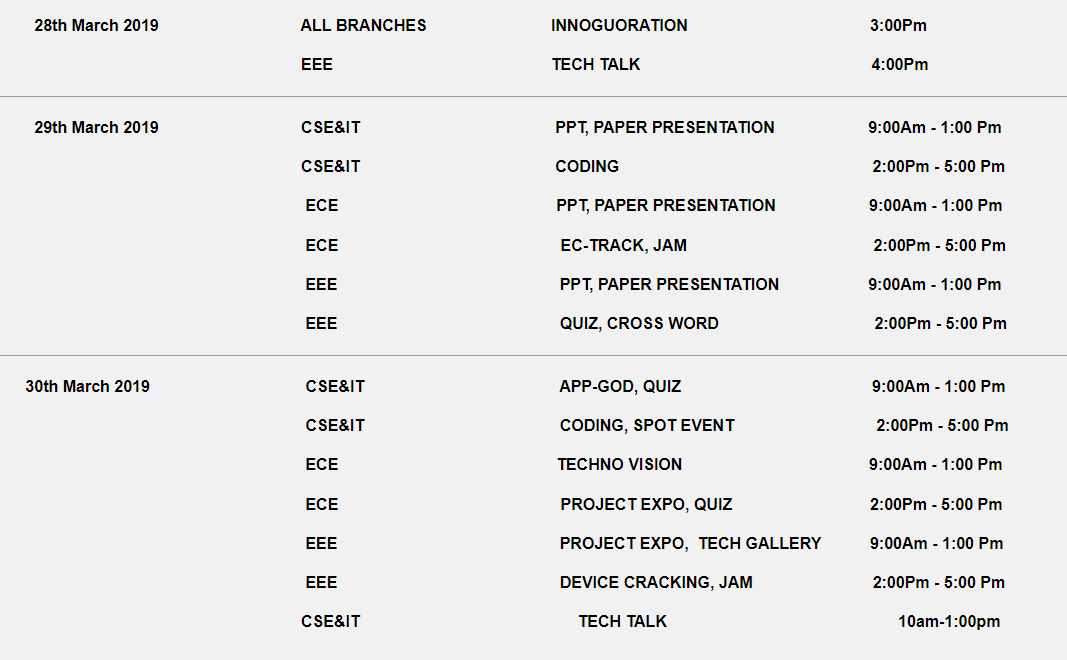 28th March 2019 ALL BRANCHES INNOGUORATION 3:00Pm
EEE TECH TALK 4:00Pm
29th March 2019 CSE&IT PPT, PAPER PRESENTATION 9:00Am - 1:00 Pm
CSE&IT CODING 2:00Pm - 5:00 Pm
ECE PPT, PAPER PRESENTATION 9:00Am - 1:00 Pm
ECE EC-TRACK, JAM 2:00Pm - 5:00 Pm
EEE PPT, PAPER PRESENTATION 9:00Am - 1:00 Pm
EEE QUIZ, CROSS WORD 2:00Pm - 5:00 Pm
30th March 2019 CSE&IT APP-GOD, QUIZ 9:00Am - 1:00 Pm
CSE&IT CODING, SPOT EVENT 2:00Pm - 5:00 Pm
ECE TECHNO VISION 9:00Am - 1:00 Pm
ECE PROJECT EXPO, QUIZ 2:00Pm - 5:00 Pm
EEE PROJECT EXPO, TECH GALLERY 9:00Am - 1:00 Pm
EEE DEVICE CRACKING, JAM 2:00Pm - 5:00 Pm
CSE&IT TECH TALK 10am-1:00pm